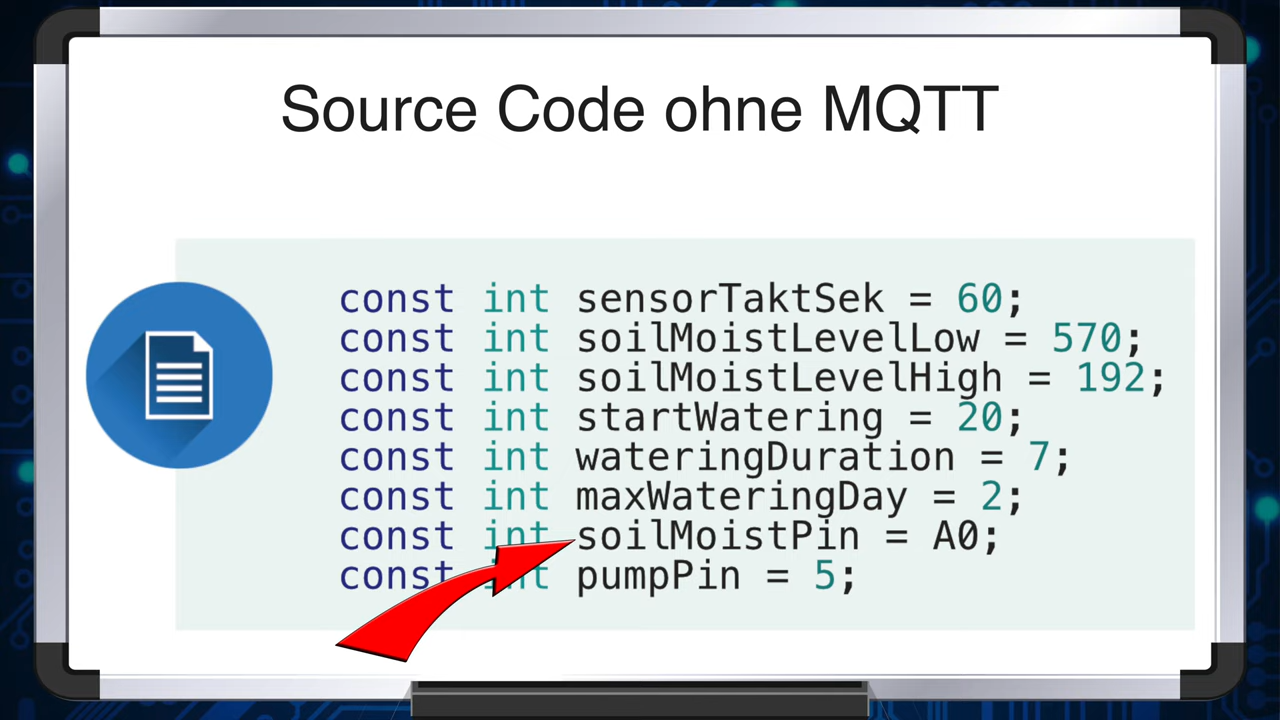 Source Code ohne MQTT
const int sensorTaktSek = 60;
const int soilMoistLevelLow = 570;
const int soilMoistLevelHigh = 192;
const int startWatering = 20;
const int wateringDuration = 7;
const int maxWateringDay = 2;
const int soilMoistPin = A0;
const int pumpPin = 5;